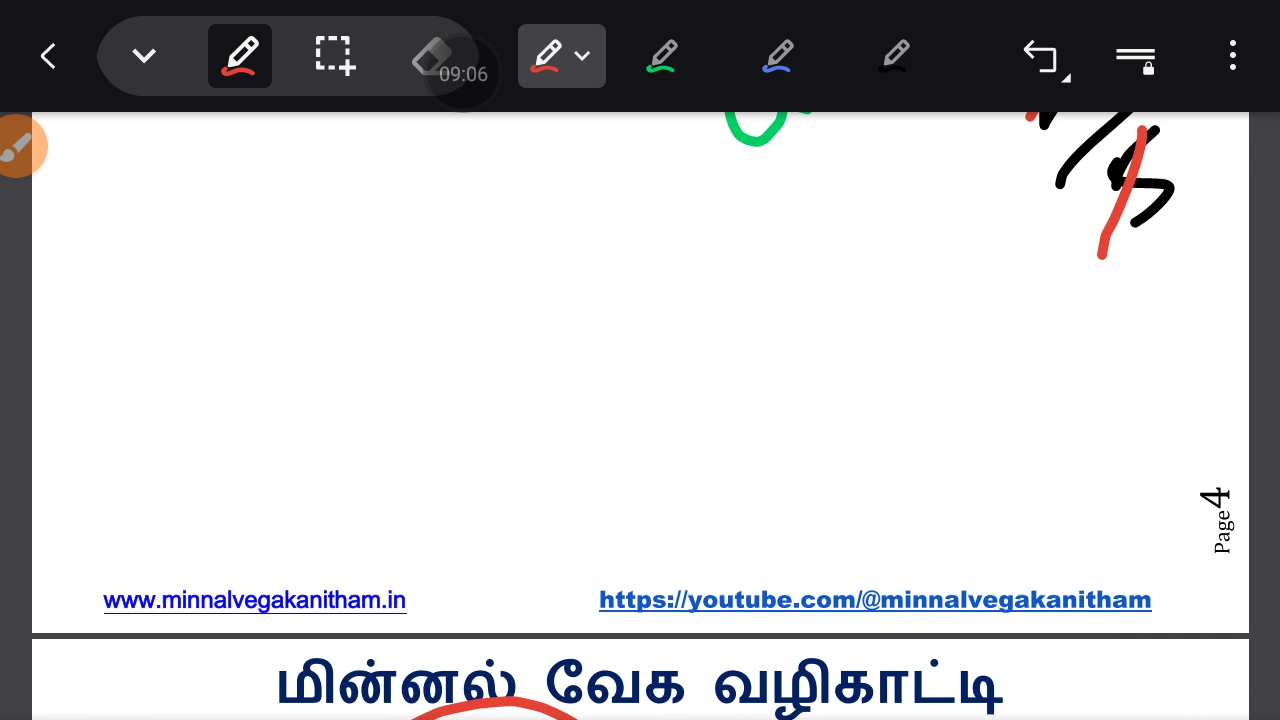 09:06
Page 4
www.minnalvegakanitham.in
https://youtube.com/@minnalvegakanitham
மின்னல் வேக வழிகாட்டி